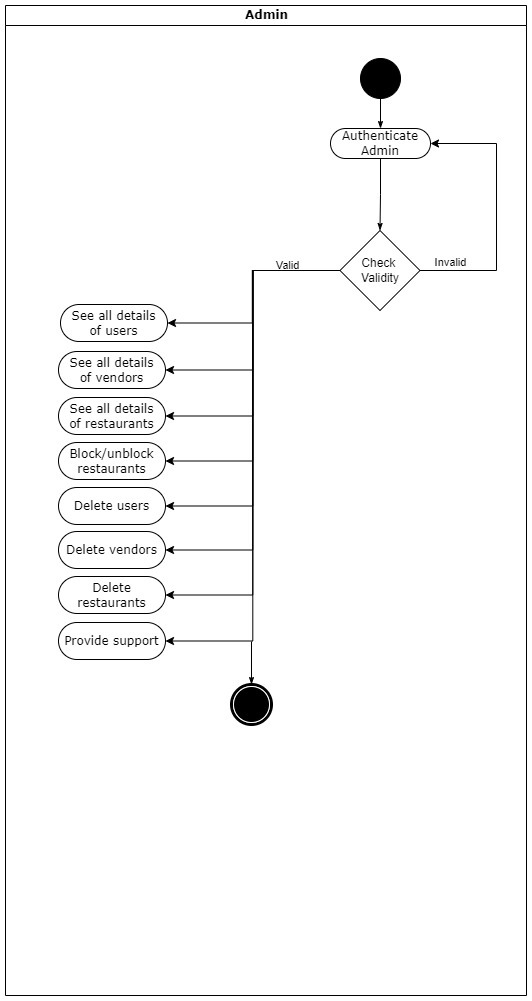 Admin
Authenticate
Admin
Check
Validity
Valid
Invalid
See all details
of users
See all details
of vendors
See all details
of restaurants
Block/unblock
restaurants
Delete users
Delete vendors
Delete
restaurants
Provide support